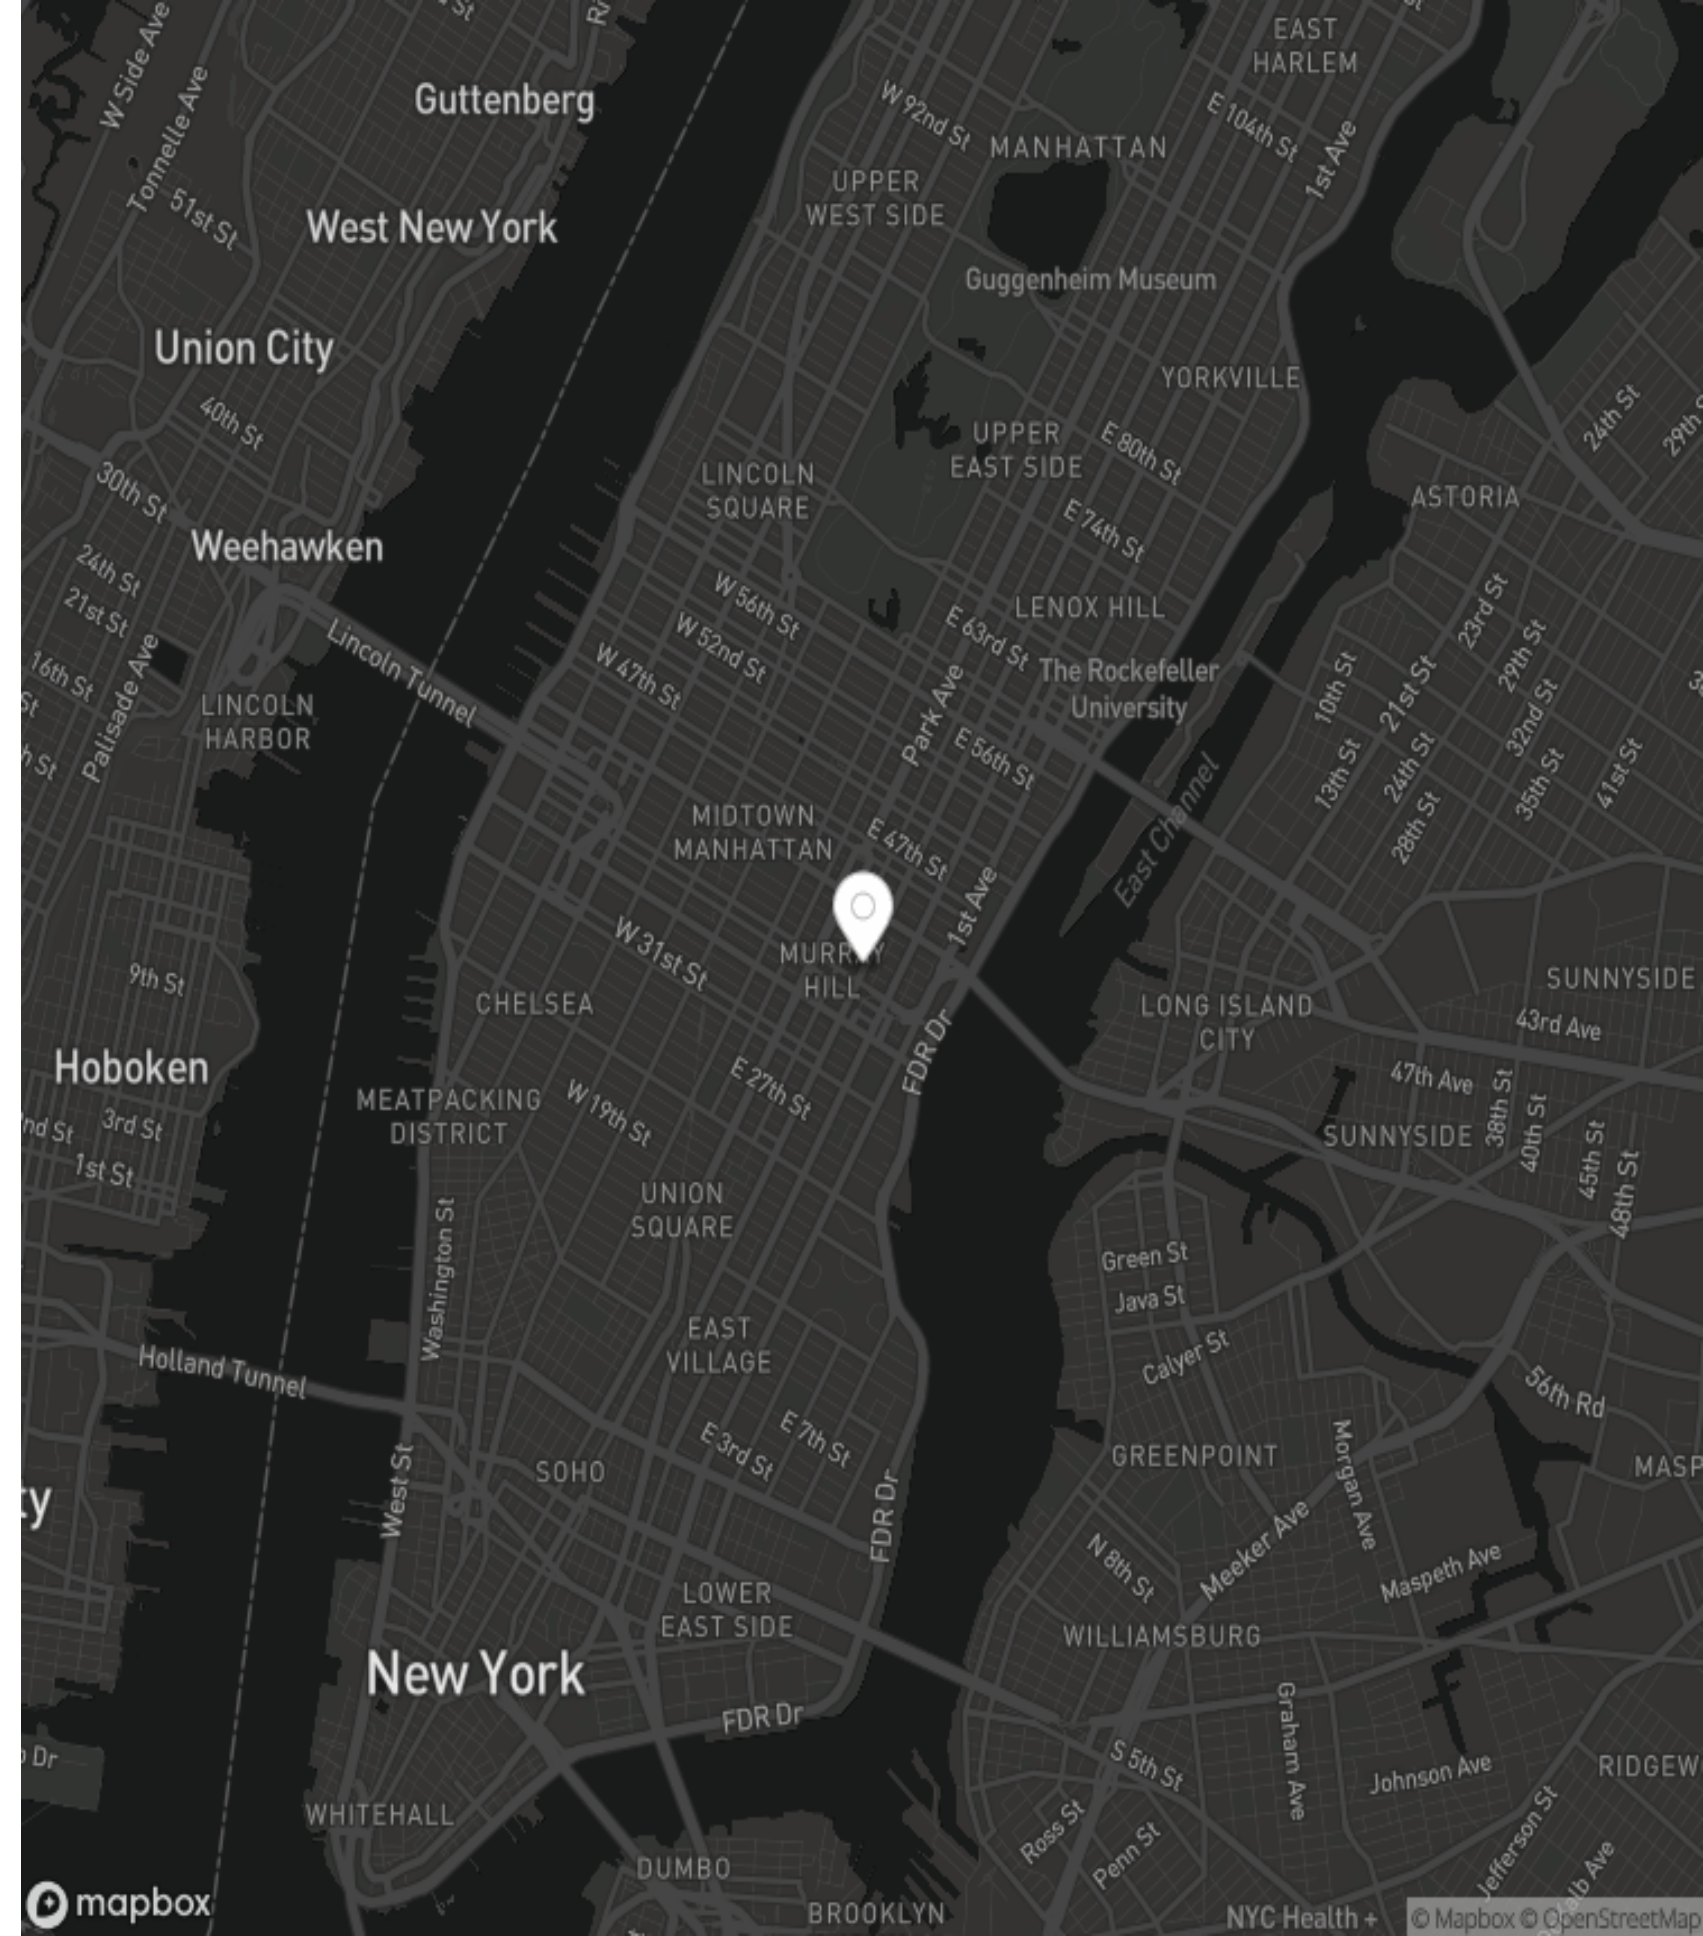 EAST
HARLEM
W Side Ave
Tonnelle Ave
Guttenberg
W 92nd St
MANHATTAN
E 104th St
1st Ave
UPPER
WEST SIDE
51st St
West New York
Guggenheim Museum
Union City
YORKVILLE
40th St
24th St
UPPER
EAST SIDE
E 80th St
LINCOLN
SQUARE
30th St
ASTORIA
E 74th St
Weehawken
24th St
21st St
W 56th St
W 52nd St
W 47th St
LENOX HILL
E 63rd St
23rd St
29th St
Lincoln Tunnel
16th St
Palisade Ave
LINCOLN
HARBOR
The Rockefeller
University
Park Ave
E 56th St
10th St
21st St
32nd St
13th St
24th St
35th St
41st St
28th St
East Channel
MIDTOWN
MANHATTAN
E 47th St
1st Ave
W 31st St
HILL
CHELSEA
9th St
SUNNYSIDE
LONG ISLAND
CITY
43rd Ave
FDR Dr
Hoboken
E 27th St
47th Ave
38th St
MEATPACKING
DISTRICT
W 19th St
3rd St
1st St
SUNNYSIDE
40th St
45th St
48th St
UNION
SQUARE
Washington St
Green St
Java St
Calyer St
EAST
VILLAGE
Holland Tunnel
56th Rd
E 7th St
E 3rd St
SOHO
West St
FDR Dr
GREENPOINT
Morgan Ave
N 8th St
Meeker Ave
Maspeth Ave
LOWER
EAST SIDE
WILLIAMSBURG
New York
FDR Dr
Graham Ave
S 5th St
Johnson Ave
WHITEHALL
Ross St
Penn St
Jefferson St
DUMBO
mapbox
BROOKLYN
NYC Health +
© Mapbox © OpenStreetMap